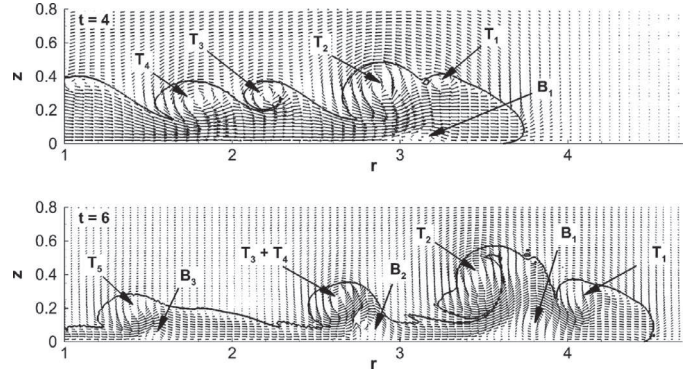 0.8
t = 4
T₁
T₂
T₃
T₄
0.6
z
0.4
B₁
0.2
0
1
2
3
4
r
0.8
t = 6
0.6
T₂
B₁
T₃ + T₄
z
0.4
T₅
B₃
B₂
T₁
0.2
0
1
2
3
4
r